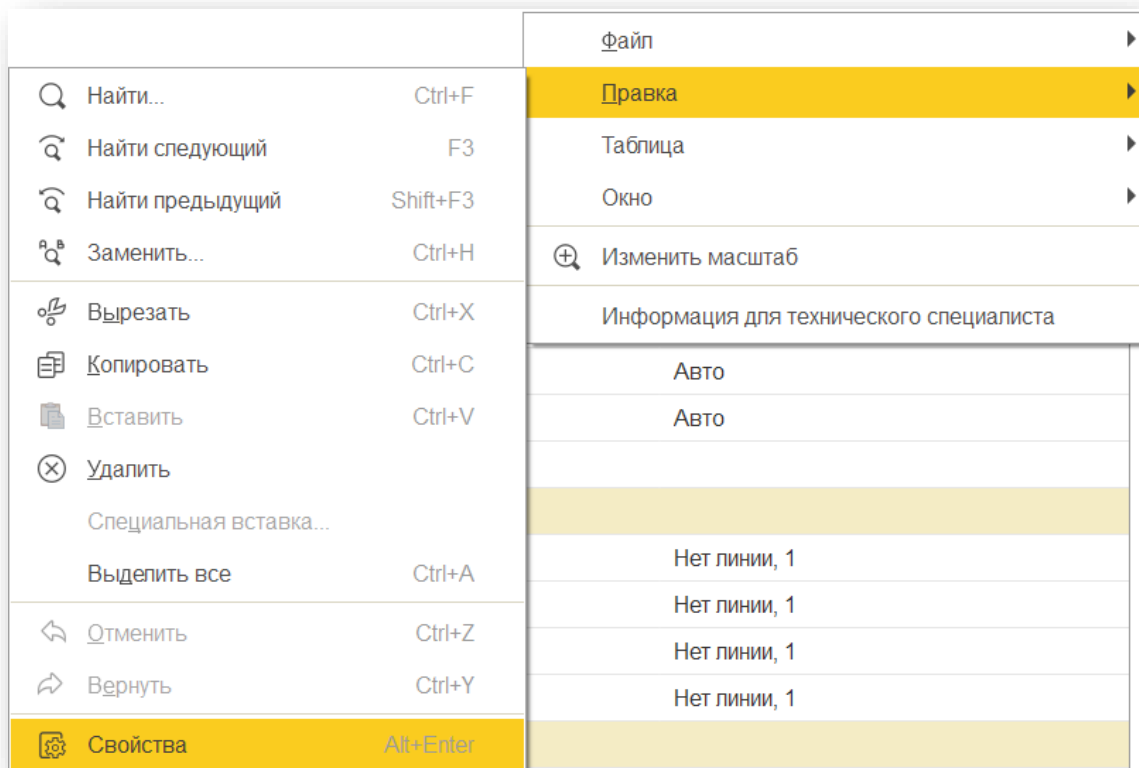 Файл
Правка
Таблица
Окно
Изменить масштаб
Информация для технического специалиста
Найти... Ctrl+F
Найти следующий F3
Найти предыдущий Shift+F3
Заменить... Ctrl+H
Вырезать Ctrl+X
Копировать Ctrl+C
Вставить Ctrl+V
Удалить
Специальная вставка...
Выделить все Ctrl+A
Отменить Ctrl+Z
Вернуть Ctrl+Y
Свойства Alt+Enter
Авто
Авто
Нет линии, 1
Нет линии, 1
Нет линии, 1
Нет линии, 1